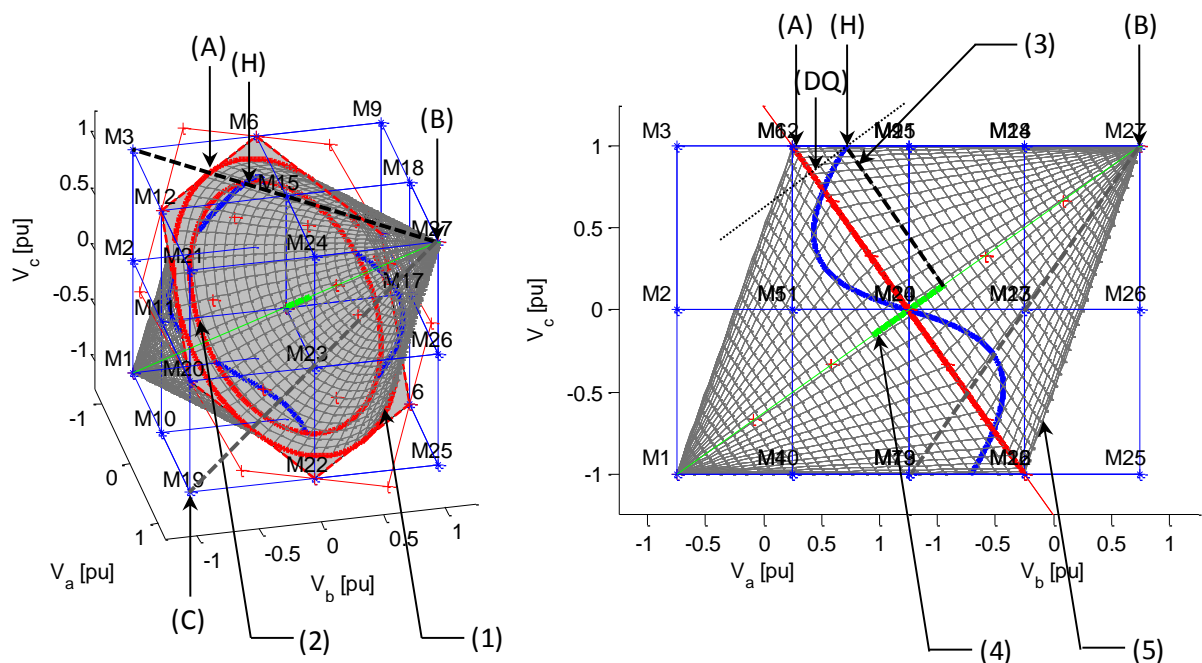 (A)
(H)
M9
M6
(B)
M3
1
M18
0.5
M15
M12
M27
V_c [pu]
0
M2
M21
M24
M17
-0.5
M11
M26
M23
-1
M1
M20
6
-1
M10
M25
0
M19
M22
1
1
0.5
0
-0.5
-1
V_a [pu]
V_b [pu]
(C)
(2)
(1)
(A)
(H)
(3)
(B)
(DQ)
M3
M27
1
0.5
V_c [pu]
M2
M26
0
-0.5
M1
M25
-1
-1
0
0.5
1
-1
-0.5
0
0.5
1
V_a [pu]
V_b [pu]
(4)
(5)